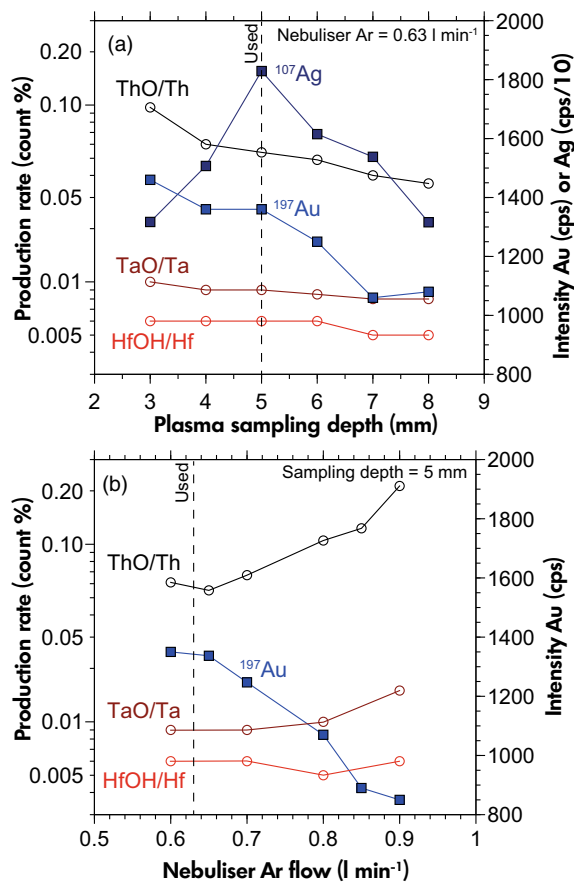 (a)
Nebuliser Ar = 0.63 l min⁻¹
Used
ThO/Th
¹⁰⁷Ag
¹⁹⁷Au
TaO/Ta
HfOH/Hf
Production rate (count %)
0.10
0.05
0.01
0.005
Intensity Au (cps) or Ag (cps/10)
2000
1800
1600
1400
1200
1000
800
2 3 4 5 6 7 8 9
Plasma sampling depth (mm)
(b)
Sampling depth = 5 mm
Used
ThO/Th
¹⁹⁷Au
TaO/Ta
HfOH/Hf
Production rate (count %)
0.20
0.10
0.05
0.01
0.005
Intensity Au (cps)
2000
1800
1600
1400
1200
1000
800
0.5 0.6 0.7 0.8 0.9 1
Nebuliser Ar flow (l min⁻¹)